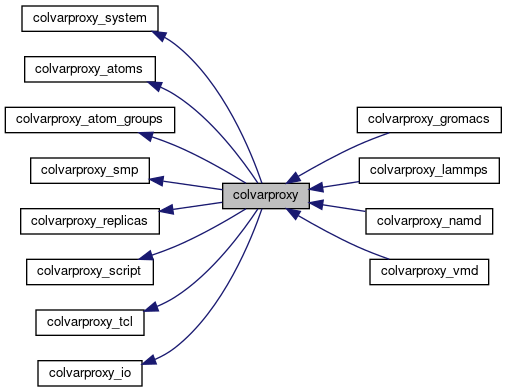 colvarproxy_system
colvarproxy_atoms
colvarproxy_atom_groups
colvarproxy_smp
colvarproxy_replicas
colvarproxy_script
colvarproxy_tcl
colvarproxy_io
colvarproxy
colvarproxy_gromacs
colvarproxy_lammps
colvarproxy_namd
colvarproxy_vmd